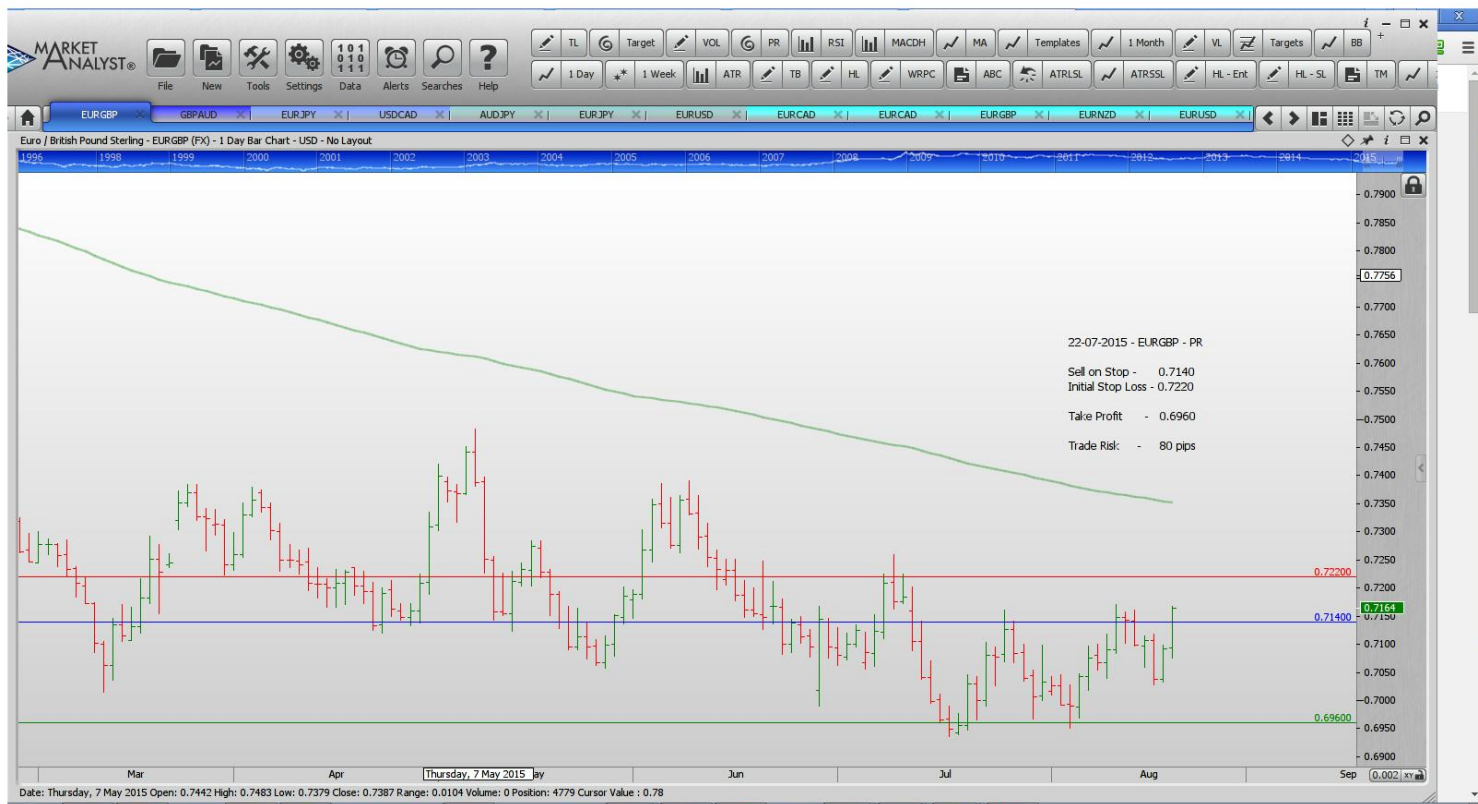 MARKET
ANALYST®
File New Tools Settings Data Alerts Searches Help
TL Target VOL PR RSI MACDH MA Templates 1 Month VL Targets BB
1 Day 1 Week ATR TB HL WRPC ABC ATRLSL ATRSSL HL - Ent HL - SL TM
EURGBP GBPAUD EURJPY USDCAD AUDJPY EURJPY EURUSD EURCAD EURCAD EURGBP EURNZD EURUSD
Euro / British Pound Sterling - EURGBP (FX) - 1 Day Bar Chart - USD - No Layout
1996 1998 1999 2000 2001 2002 2003 2004 2005 2006 2007 2008 2009 2010 2011 2012 2013 2014 2015
0.7900
0.7850
0.7800
0.7756
0.7700
0.7650
22-07-2015 - EURGBP - PR
0.7600
Sell on Stop - 0.7140
Initial Stop Loss - 0.7220
0.7550
Take Profit - 0.6960
0.7500
Trade Risk - 80 pips
0.7450
0.7400
0.7350
0.7300
0.7250
0.72200
0.7200
0.7164
0.71400
0.7150
0.7100
0.7050
0.7000
0.69600
0.6950
0.6900
Mar Apr Thursday, 7 May 2015 ay Jun Jul Aug Sep 0.002 XY
Date: Thursday, 7 May 2015 Open: 0.7442 High: 0.7483 Low: 0.7379 Close: 0.7387 Range: 0.0104 Volume: 0 Position: 4779 Cursor Value : 0.78